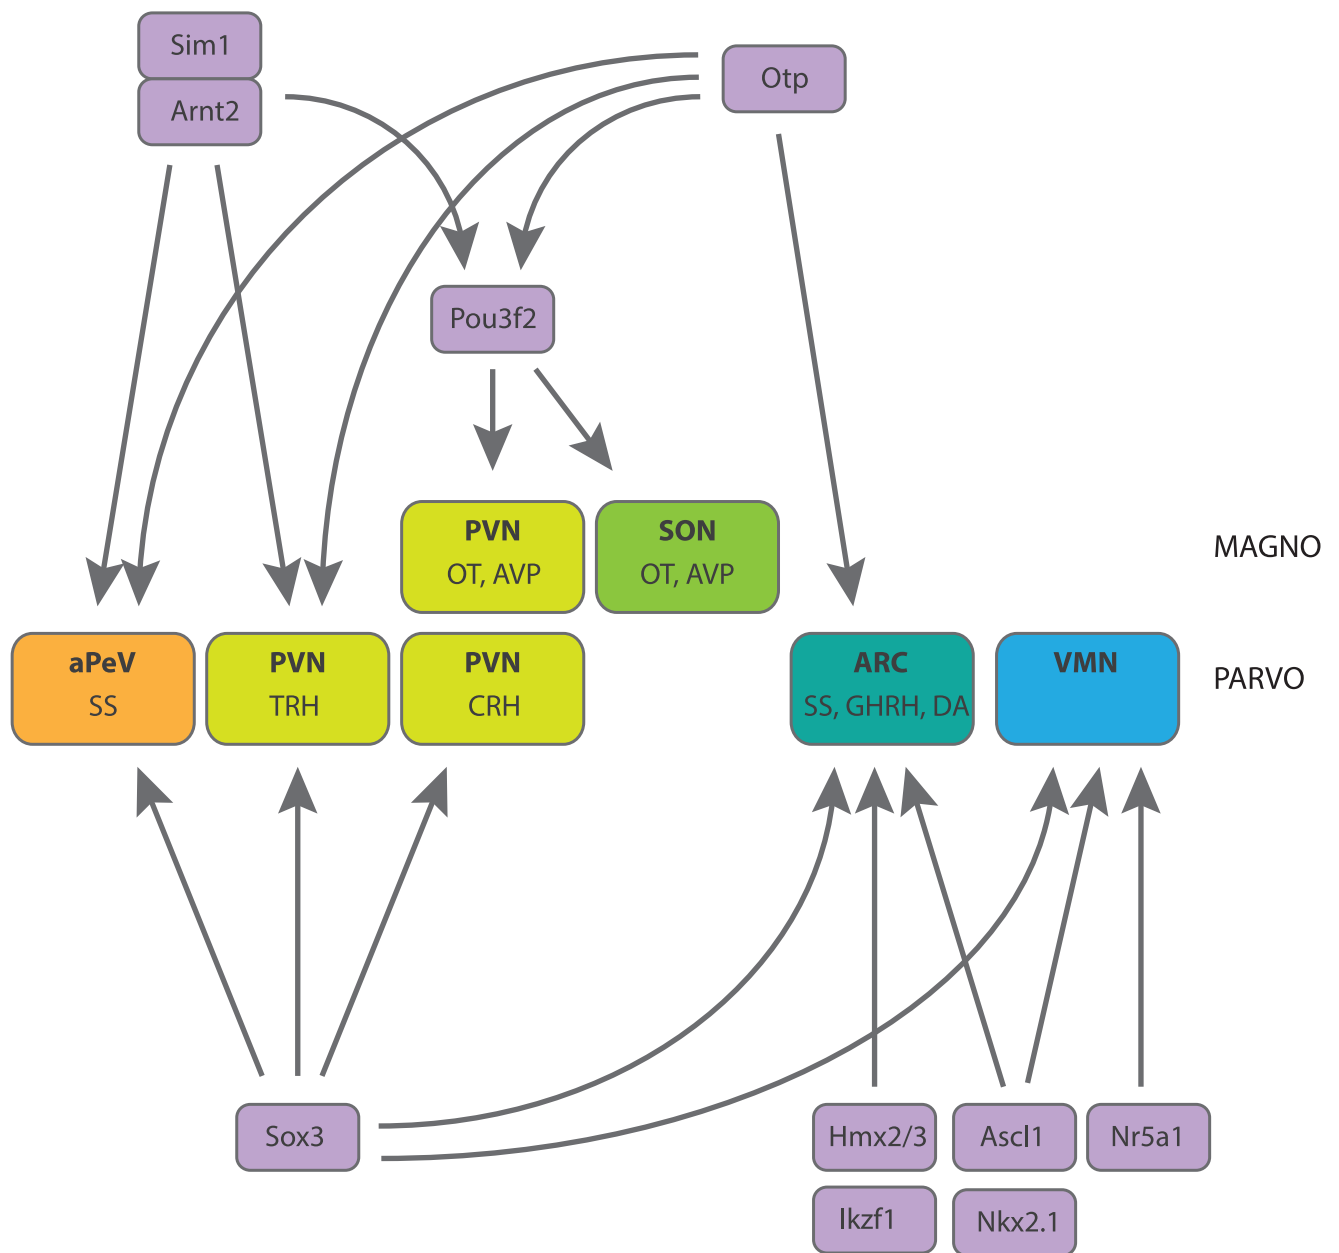 Sim1
Arnt2
Otp
Pou3f2
PVN
OT, AVP
SON
OT, AVP
MAGNO
aPeV
SS
PVN
TRH
PVN
CRH
ARC
SS, GHRH, DA
VMN
PARVO
Sox3
Hmx2/3
Ascl1
Nr5a1
Ikzf1
Nkx2.1